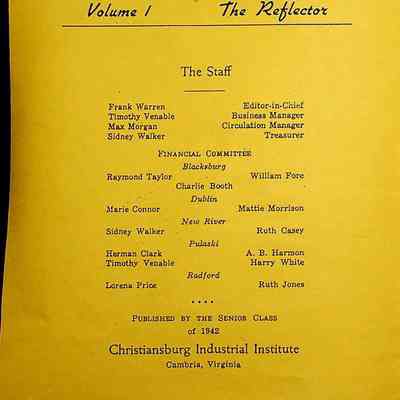 Volume I The Reflector
The Staff
Frank Warren Editor-in-Chief
Timothy Venable Business Manager
Max Morgan Circulation Manager
Sidney Walker Treasurer
FINANCIAL COMMITTEE
Blacksburg
Raymond Taylor William Fore
Charlie Booth
Dublin
Marie Connor Mattie Morrison
New River
Sidney Walker Ruth Casey
Pulaski
Herman Clark A. B. Harmon
Timothy Venable Harry White
Radford
Lorena Price Ruth Jones
....
PUBLISHED BY THE SENIOR CLASS
of 1942
Christiansburg Industrial Institute
Cambria, Virginia